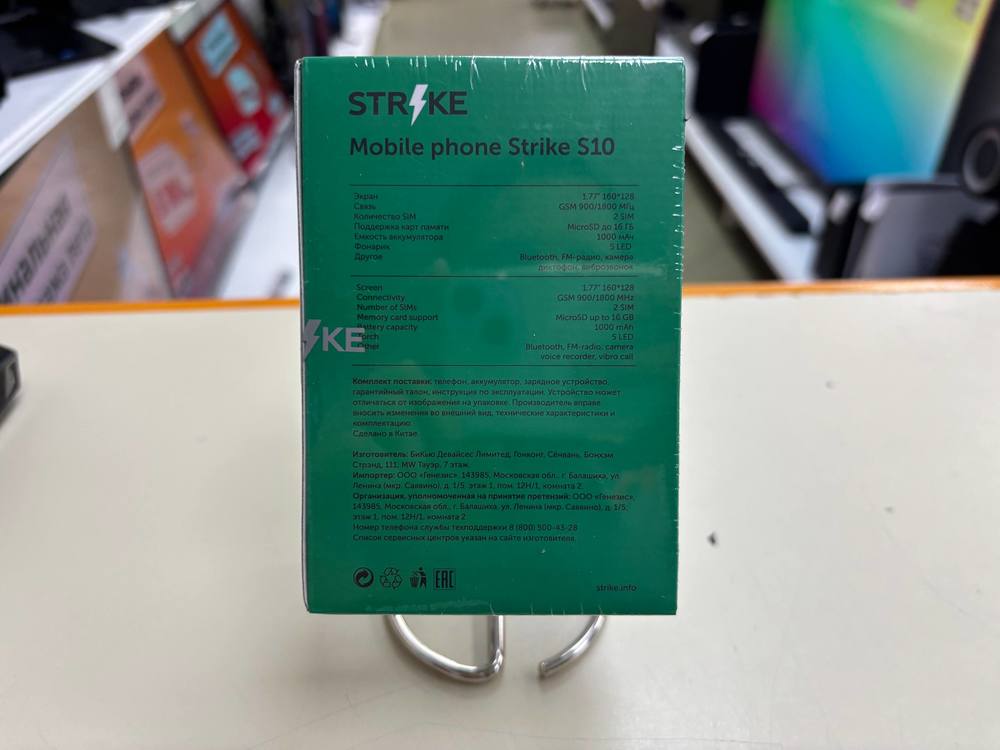 STRIKE
Mobile phone Strike S10
Экран 1.77" 160*128
Связь GSM 900/1800 МГц
Количество SIM 2 SIM
Поддержка карт памяти MicroSD до 16 ГБ
Емкость аккумулятора 1000 мАч
Фонарик 5 LED
Другое Bluetooth, FM-радио, камера
диктофон, виброзвонок
Screen 1.77" 160*128
Connectivity GSM 900/1800 MHz
Number of SIMs 2 SIM
Memory card support MicroSD up to 16 GB
Battery capacity 1000 mAh
Torch 5 LED
Other Bluetooth, FM-radio, camera
voice recorder, vibro call
KE
Комплект поставки: телефон, аккумулятор, зарядное устройство,
гарантийный талон, инструкция по эксплуатации. Устройство может
отличаться от изображения на упаковке. Производитель вправе
вносить изменения во внешний вид, технические характеристики и
комплектацию.
Сделано в Китае.
Изготовитель: БиКью Девайсес Лимитед, Гонконг, Сёнвань, Бонхэм
Стрэнд, 111, MW Тауэр, 7 этаж.
Импортер: ООО «Генезис», 143985, Московская обл., г. Балашиха, ул.
Ленина (мкр. Саввино), д. 1/5, этаж 1, пом. 12Н/1, комната 2.
Организация, уполномоченная на принятие претензий: ООО «Генезис»,
143985, Московская обл., г. Балашиха, ул. Ленина (мкр. Саввино), д. 1/5,
этаж 1, пом. 12Н/1, комната 2
Номер телефона службы техподдержки 8 (800) 500-43-28
Список сервисных центров указан на сайте изготовителя.
EAC
strike.info